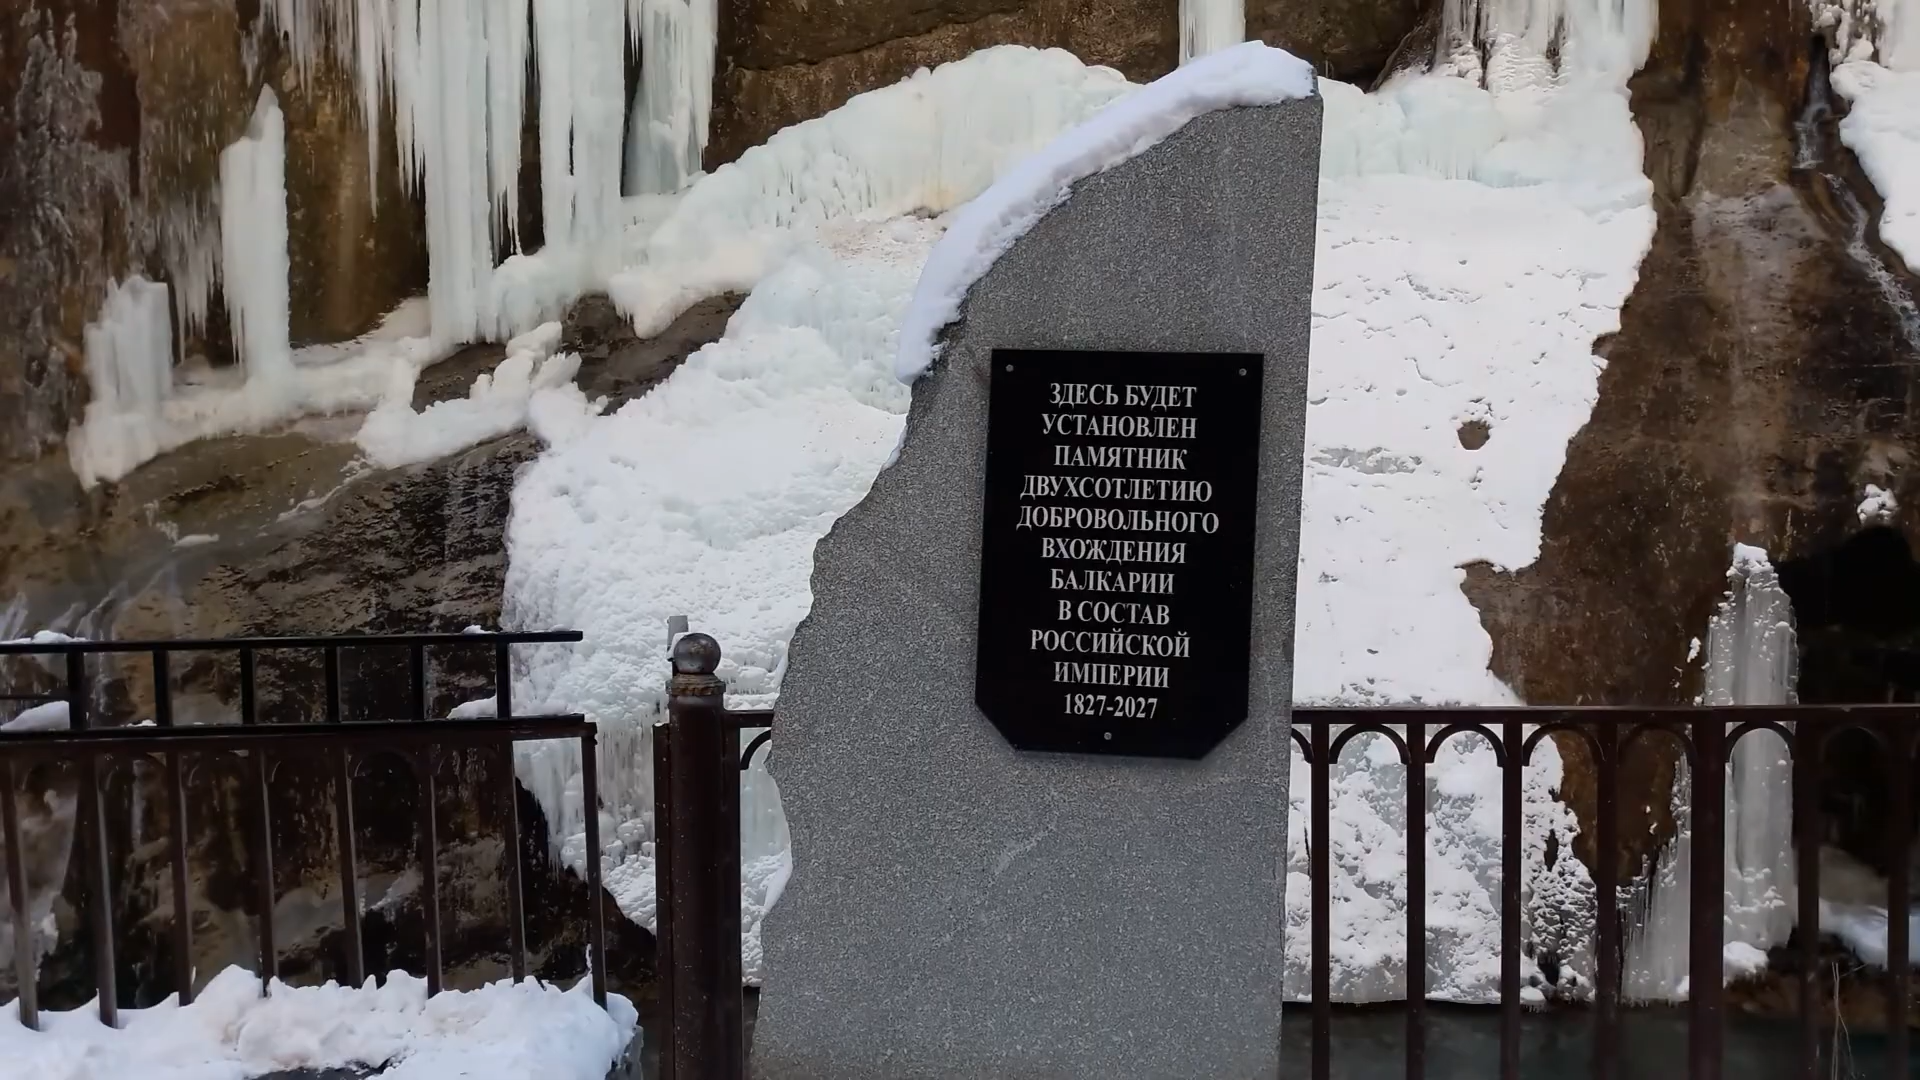 ЗДЕСЬ БУДЕТ
УСТАНОВЛЕН
ПАМЯТНИК
ДВУХСОТЛЕТИЮ
ДОБРОВОЛЬНОГО
ВХОЖДЕНИЯ
БАЛКАРИИ
В СОСТАВ
РОССИЙСКОЙ
ИМПЕРИИ
1827-2027